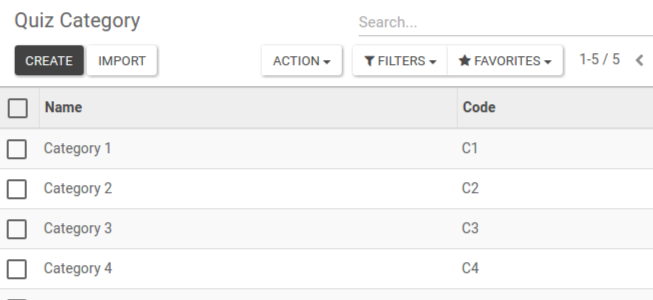 Quiz Category
Search...
CREATE IMPORT ACTION FILTERS FAVORITES 1-5 / 5
Name Code
Category 1 C1
Category 2 C2
Category 3 C3
Category 4 C4